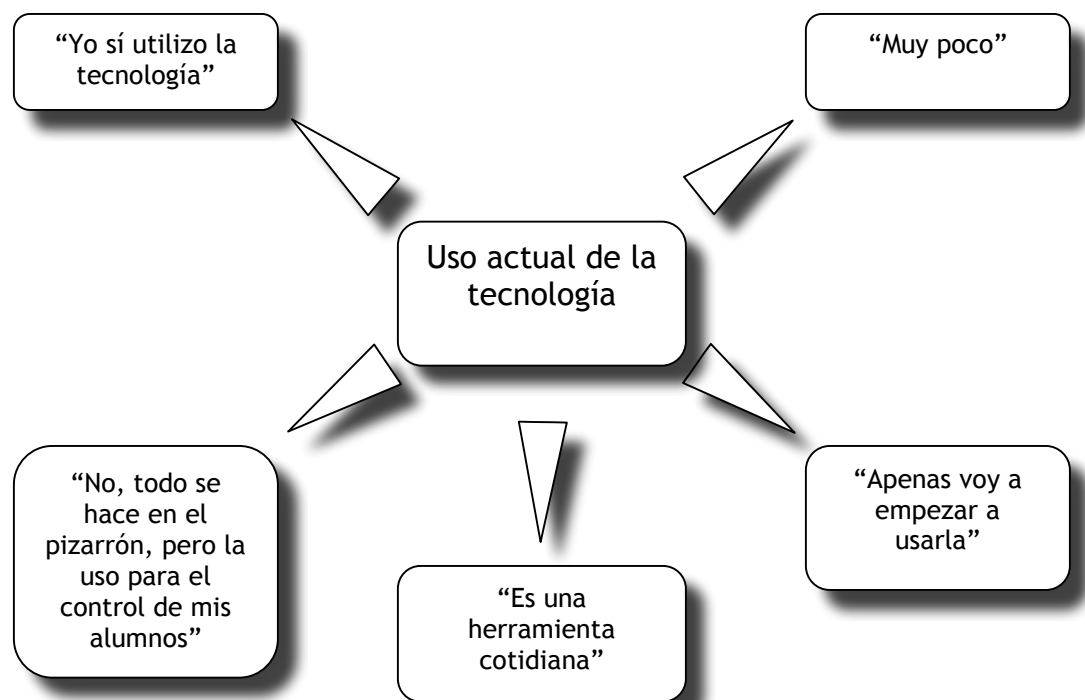 “Yo sí utilizo la
tecnología”
“Muy poco”
Uso actual de la
tecnología
“No, todo se
hace en el
pizarrón, pero la
uso para el
control de mis
alumnos”
“Es una
herramienta
cotidiana”
“Apenas voy a
empezar a
usarla”